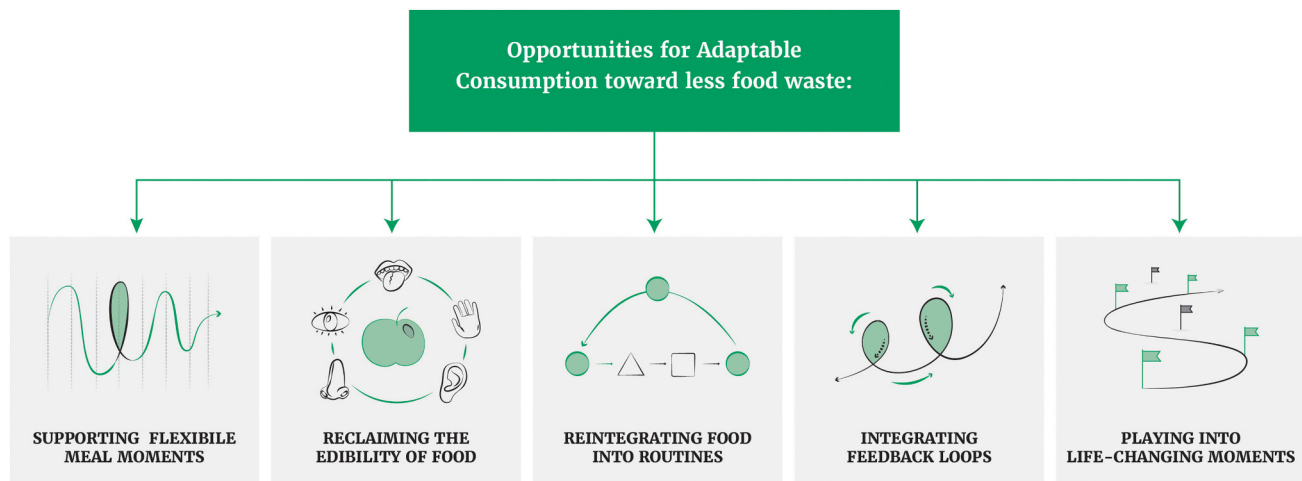 Opportunities for Adaptable
Consumption toward less food waste:
SUPPORTING FLEXIBILE
MEAL MOMENTS
RECLAIMING THE
EDIBILITY OF FOOD
REINTEGRATING FOOD
INTO ROUTINES
INTEGRATING
FEEDBACK LOOPS
PLAYING INTO
LIFE-CHANGING MOMENTS